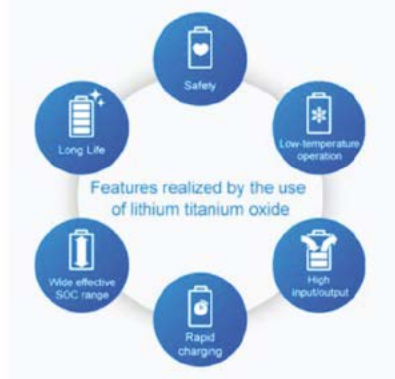 Safety
Long Life
Low-temperature
operation
Features realized by the use
of lithium titanium oxide
Wide effective
SOC range
High
input/output
Rapid
charging